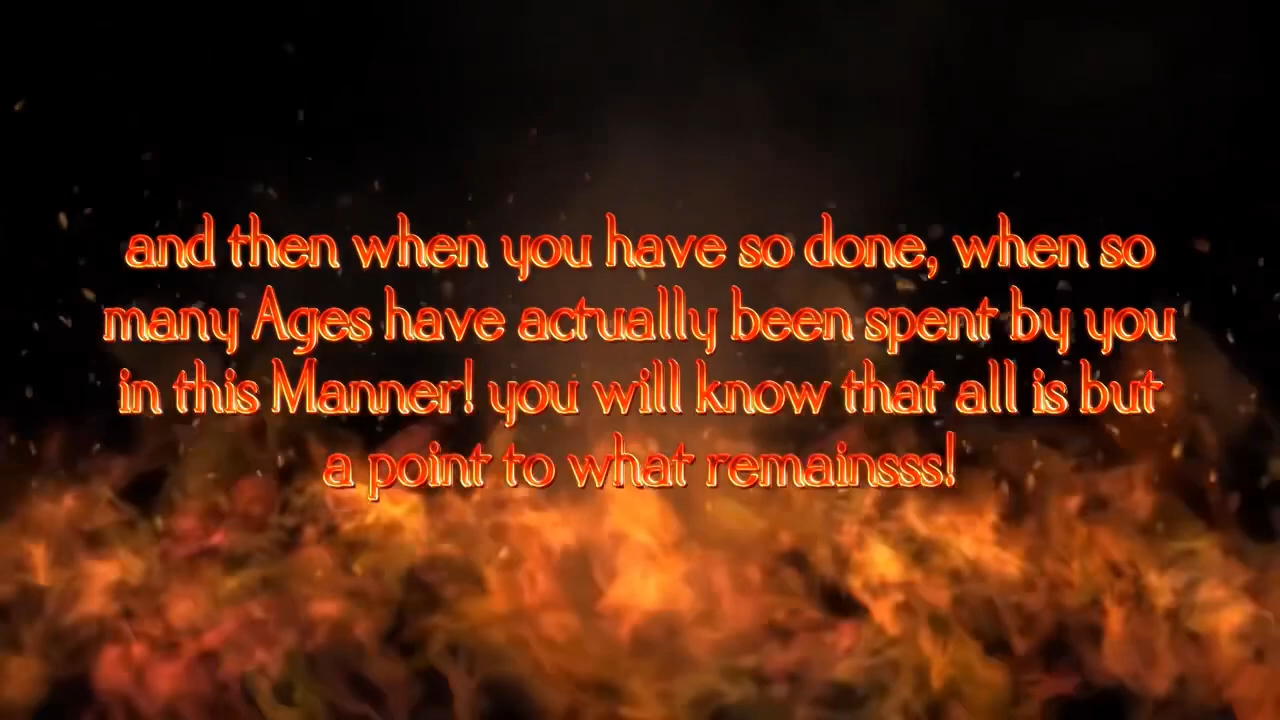 and then when you have so done, when so
many Ages have actually been spent by you
in this Manner! you will know that all is but
a point to what remainsss!